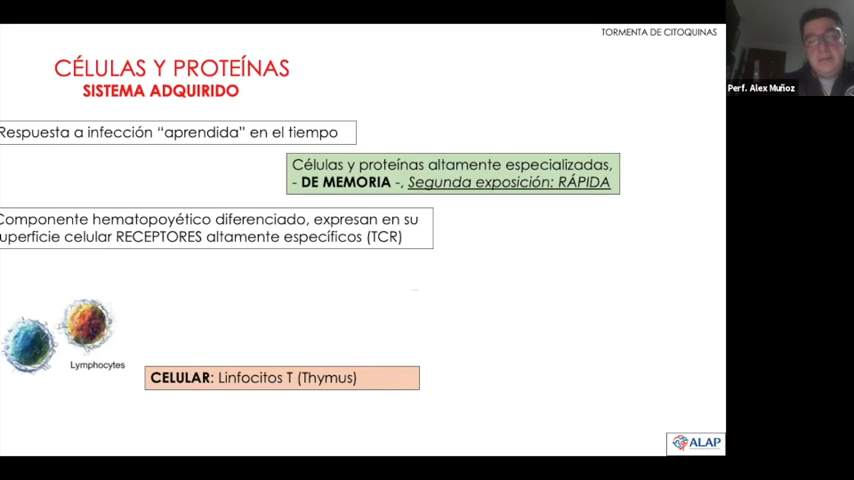 TORMENTA DE CITOQUINAS
CÉLULAS Y PROTEÍNAS
SISTEMA ADQUIRIDO
Perf. Alex Muñoz
Respuesta a infección “aprendida” en el tiempo
Células y proteínas altamente especializadas,
- DE MEMORIA -, Segunda exposición: RÁPIDA
Componente hematopoyético diferenciado, expresan en su
uperficie celular RECEPTORES altamente específicos (TCR)
Lymphocytes
CELULAR: Linfocitos T (Thymus)
ALAP